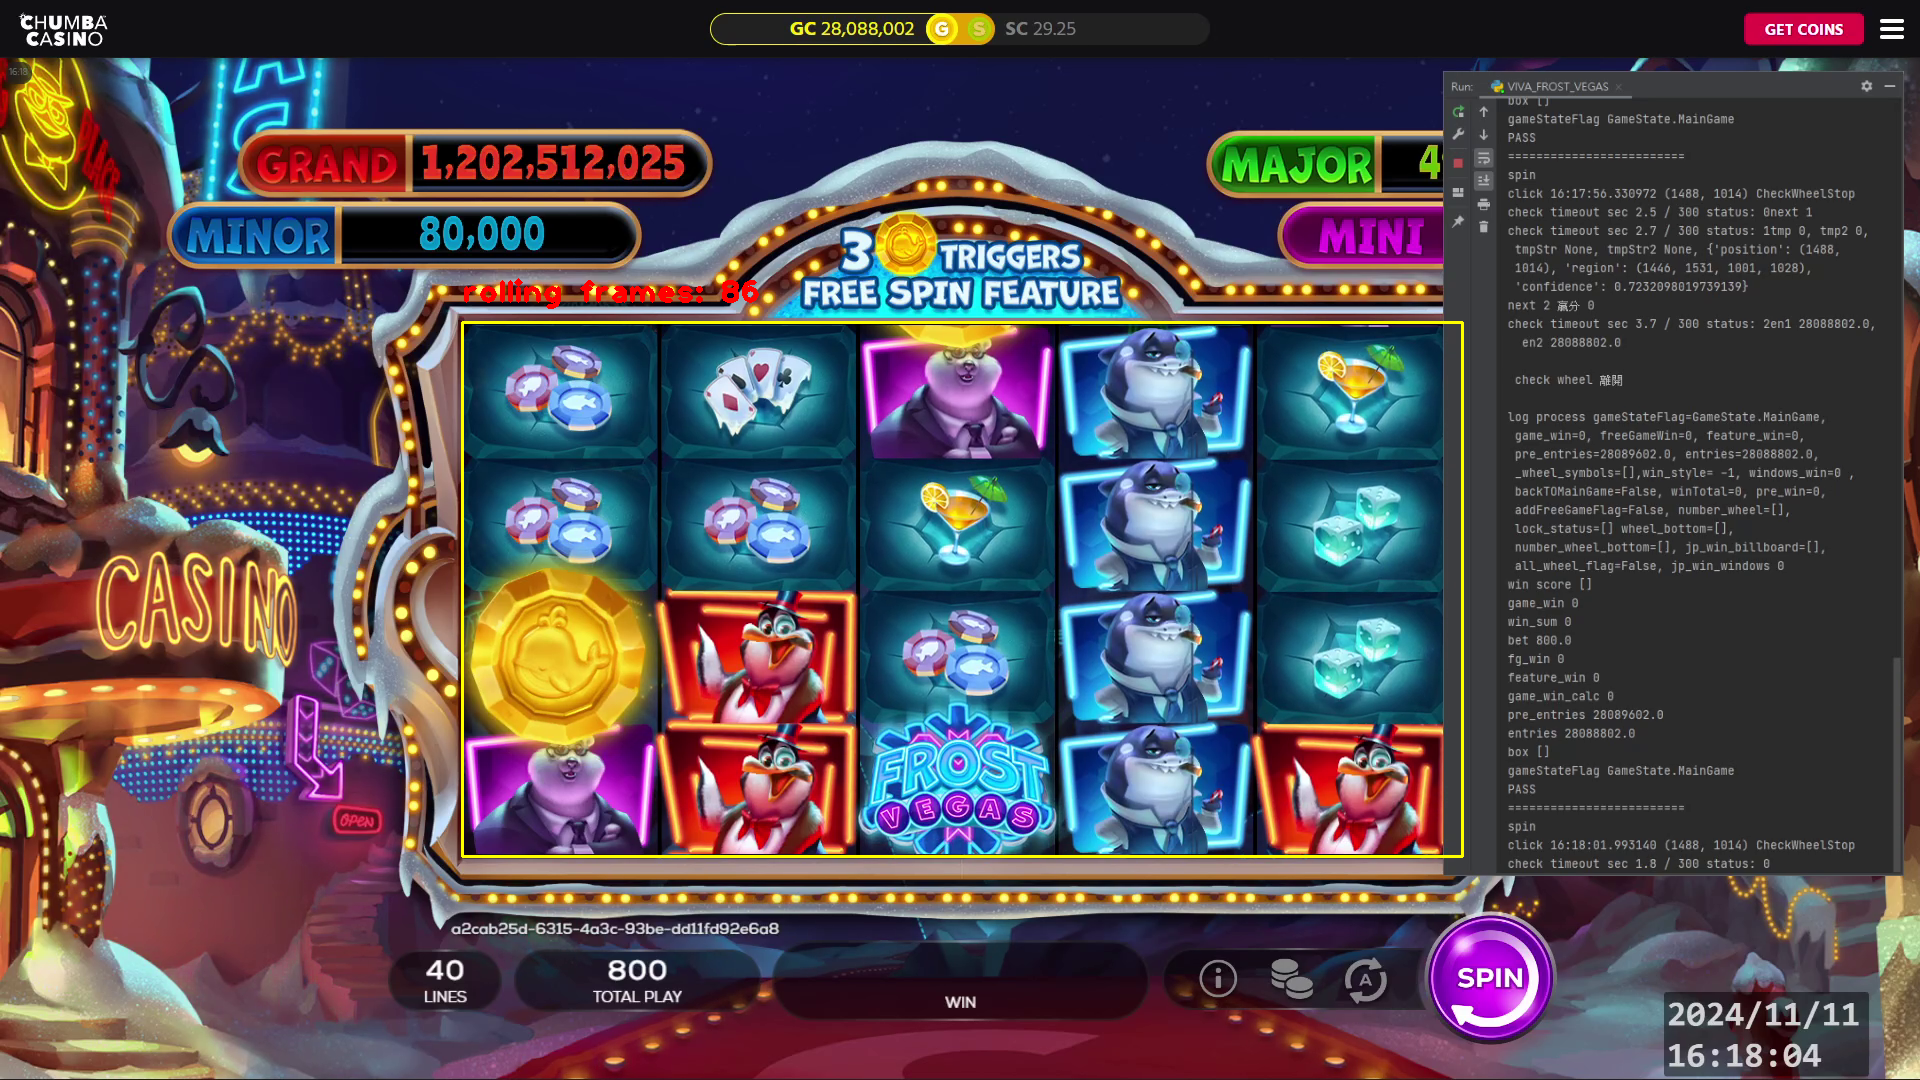 CHUMBA
CASINO
GC 28,088,002
G
S
SC 29.25
GET COINS
16:18
PLACE
GRAND 1,202,512,025
MAJOR 4
MINOR 80,000
MINI
3 TRIGGERS
FREE SPIN FEATURE
rolling frames: 86
CASINO
OPEN
FROST
VEGAS
a2cab25d-6315-4a3c-93be-dd11fd92e6a8
40
LINES
800
TOTAL PLAY
WIN
i
A
SPIN
2024/11/11
16:18:04
Run: VIVA_FROST_VEGAS
box []
gameStateFlag GameState.MainGame
PASS
=========================
spin
click 16:17:56.330972 (1488, 1014) CheckWheelStop
check timeout sec 2.5 / 300 status: 0next 1
check timeout sec 2.7 / 300 status: 1tmp 0, tmp2 0,
tmpStr None, tmpStr2 None, {'position': (1488,
1014), 'region': (1446, 1531, 1001, 1028),
'confidence': 0.7232098019739139}
next 2 贏分 0
check timeout sec 3.7 / 300 status: 2en1 28088802.0,
en2 28088802.0
check wheel 離開
log process gameStateFlag=GameState.MainGame,
game_win=0, freeGameWin=0, feature_win=0,
pre_entries=28089602.0, entries=28088802.0,
_wheel_symbols=[],win_style= -1, windows_win=0 ,
backTOMainGame=False, winTotal=0, pre_win=0,
addFreeGameFlag=False, number_wheel=[],
lock_status=[] wheel_bottom=[],
number_wheel_bottom=[], jp_win_billboard=[],
all_wheel_flag=False, jp_win_windows 0
win score []
game_win 0
win_sum 0
bet 800.0
fg_win 0
feature_win 0
game_win_calc 0
pre_entries 28089602.0
entries 28088802.0
box []
gameStateFlag GameState.MainGame
PASS
=========================
spin
click 16:18:01.993140 (1488, 1014) CheckWheelStop
check timeout sec 1.8 / 300 status: 0